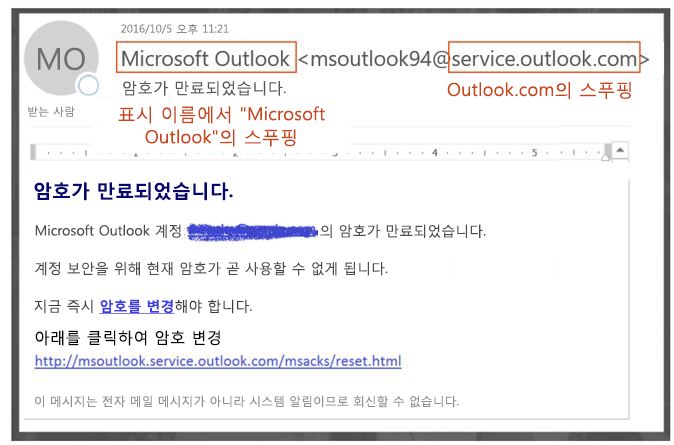 2016/10/5 오후 11:21
MO
Microsoft Outlook <msoutlook94@service.outlook.com>
암호가 만료되었습니다.
Outlook.com의 스푸핑
받는 사람
표시 이름에서 "Microsoft
Outlook"의 스푸핑
1 2 3 4 5
암호가 만료되었습니다.
Microsoft Outlook 계정 의 암호가 만료되었습니다.
계정 보안을 위해 현재 암호가 곧 사용할 수 없게 됩니다.
지금 즉시 암호를 변경해야 합니다.
아래를 클릭하여 암호 변경
http://msoutlook.service.outlook.com/msacks/reset.html
이 메시지는 전자 메일 메시지가 아니라 시스템 알림이므로 회신할 수 없습니다.